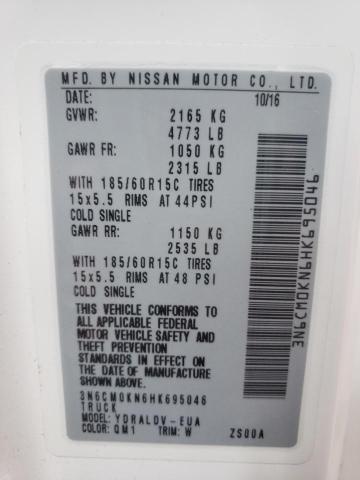 MFD. BY NISSAN MOTOR CO., LTD.
DATE: 10/16
GVWR: 2165 KG
4773 LB
GAWR FR: 1050 KG
2315 LB
WITH 185/60R15C TIRES
15x5.5 RIMS AT 44PSI
COLD SINGLE
GAWR RR: 1150 KG
2535 LB
WITH 185/60R15C TIRES
15x5.5 RIMS AT 48 PSI
COLD SINGLE
THIS VEHICLE CONFORMS TO
ALL APPLICABLE FEDERAL
MOTOR VEHICLE SAFETY AND
THEFT PREVENTION
STANDARDS IN EFFECT ON
THE DATE OF MANUFACTURE
SHOWN ABOVE.
3N6CM0KN6HK695046
TRUCK
MODEL: YDRALDV-EUA
COLOR: QM1 TRIM: W ZS00A
3N6CM0KN6HK695046